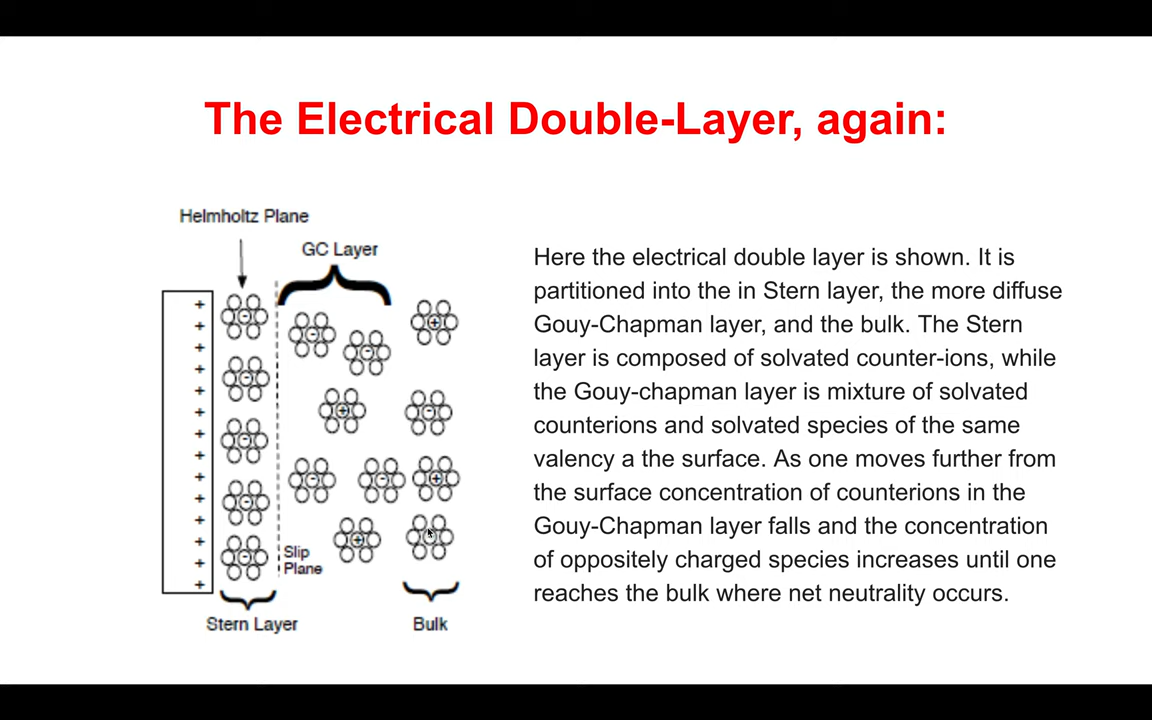 The Electrical Double-Layer, again:
Helmholtz Plane
GC Layer
Slip
Plane
Stern Layer
Bulk
Here the electrical double layer is shown. It is
partitioned into the in Stern layer, the more diffuse
Gouy-Chapman layer, and the bulk. The Stern
layer is composed of solvated counter-ions, while
the Gouy-chapman layer is mixture of solvated
counterions and solvated species of the same
valency a the surface. As one moves further from
the surface concentration of counterions in the
Gouy-Chapman layer falls and the concentration
of oppositely charged species increases until one
reaches the bulk where net neutrality occurs.